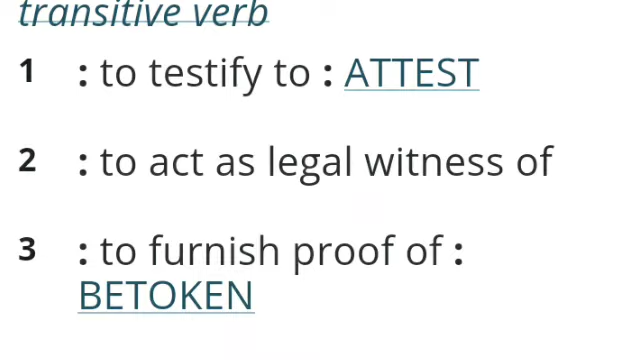 transitive verb
1 : to testify to : ATTEST
2 : to act as legal witness of
3 : to furnish proof of :
BETOKEN